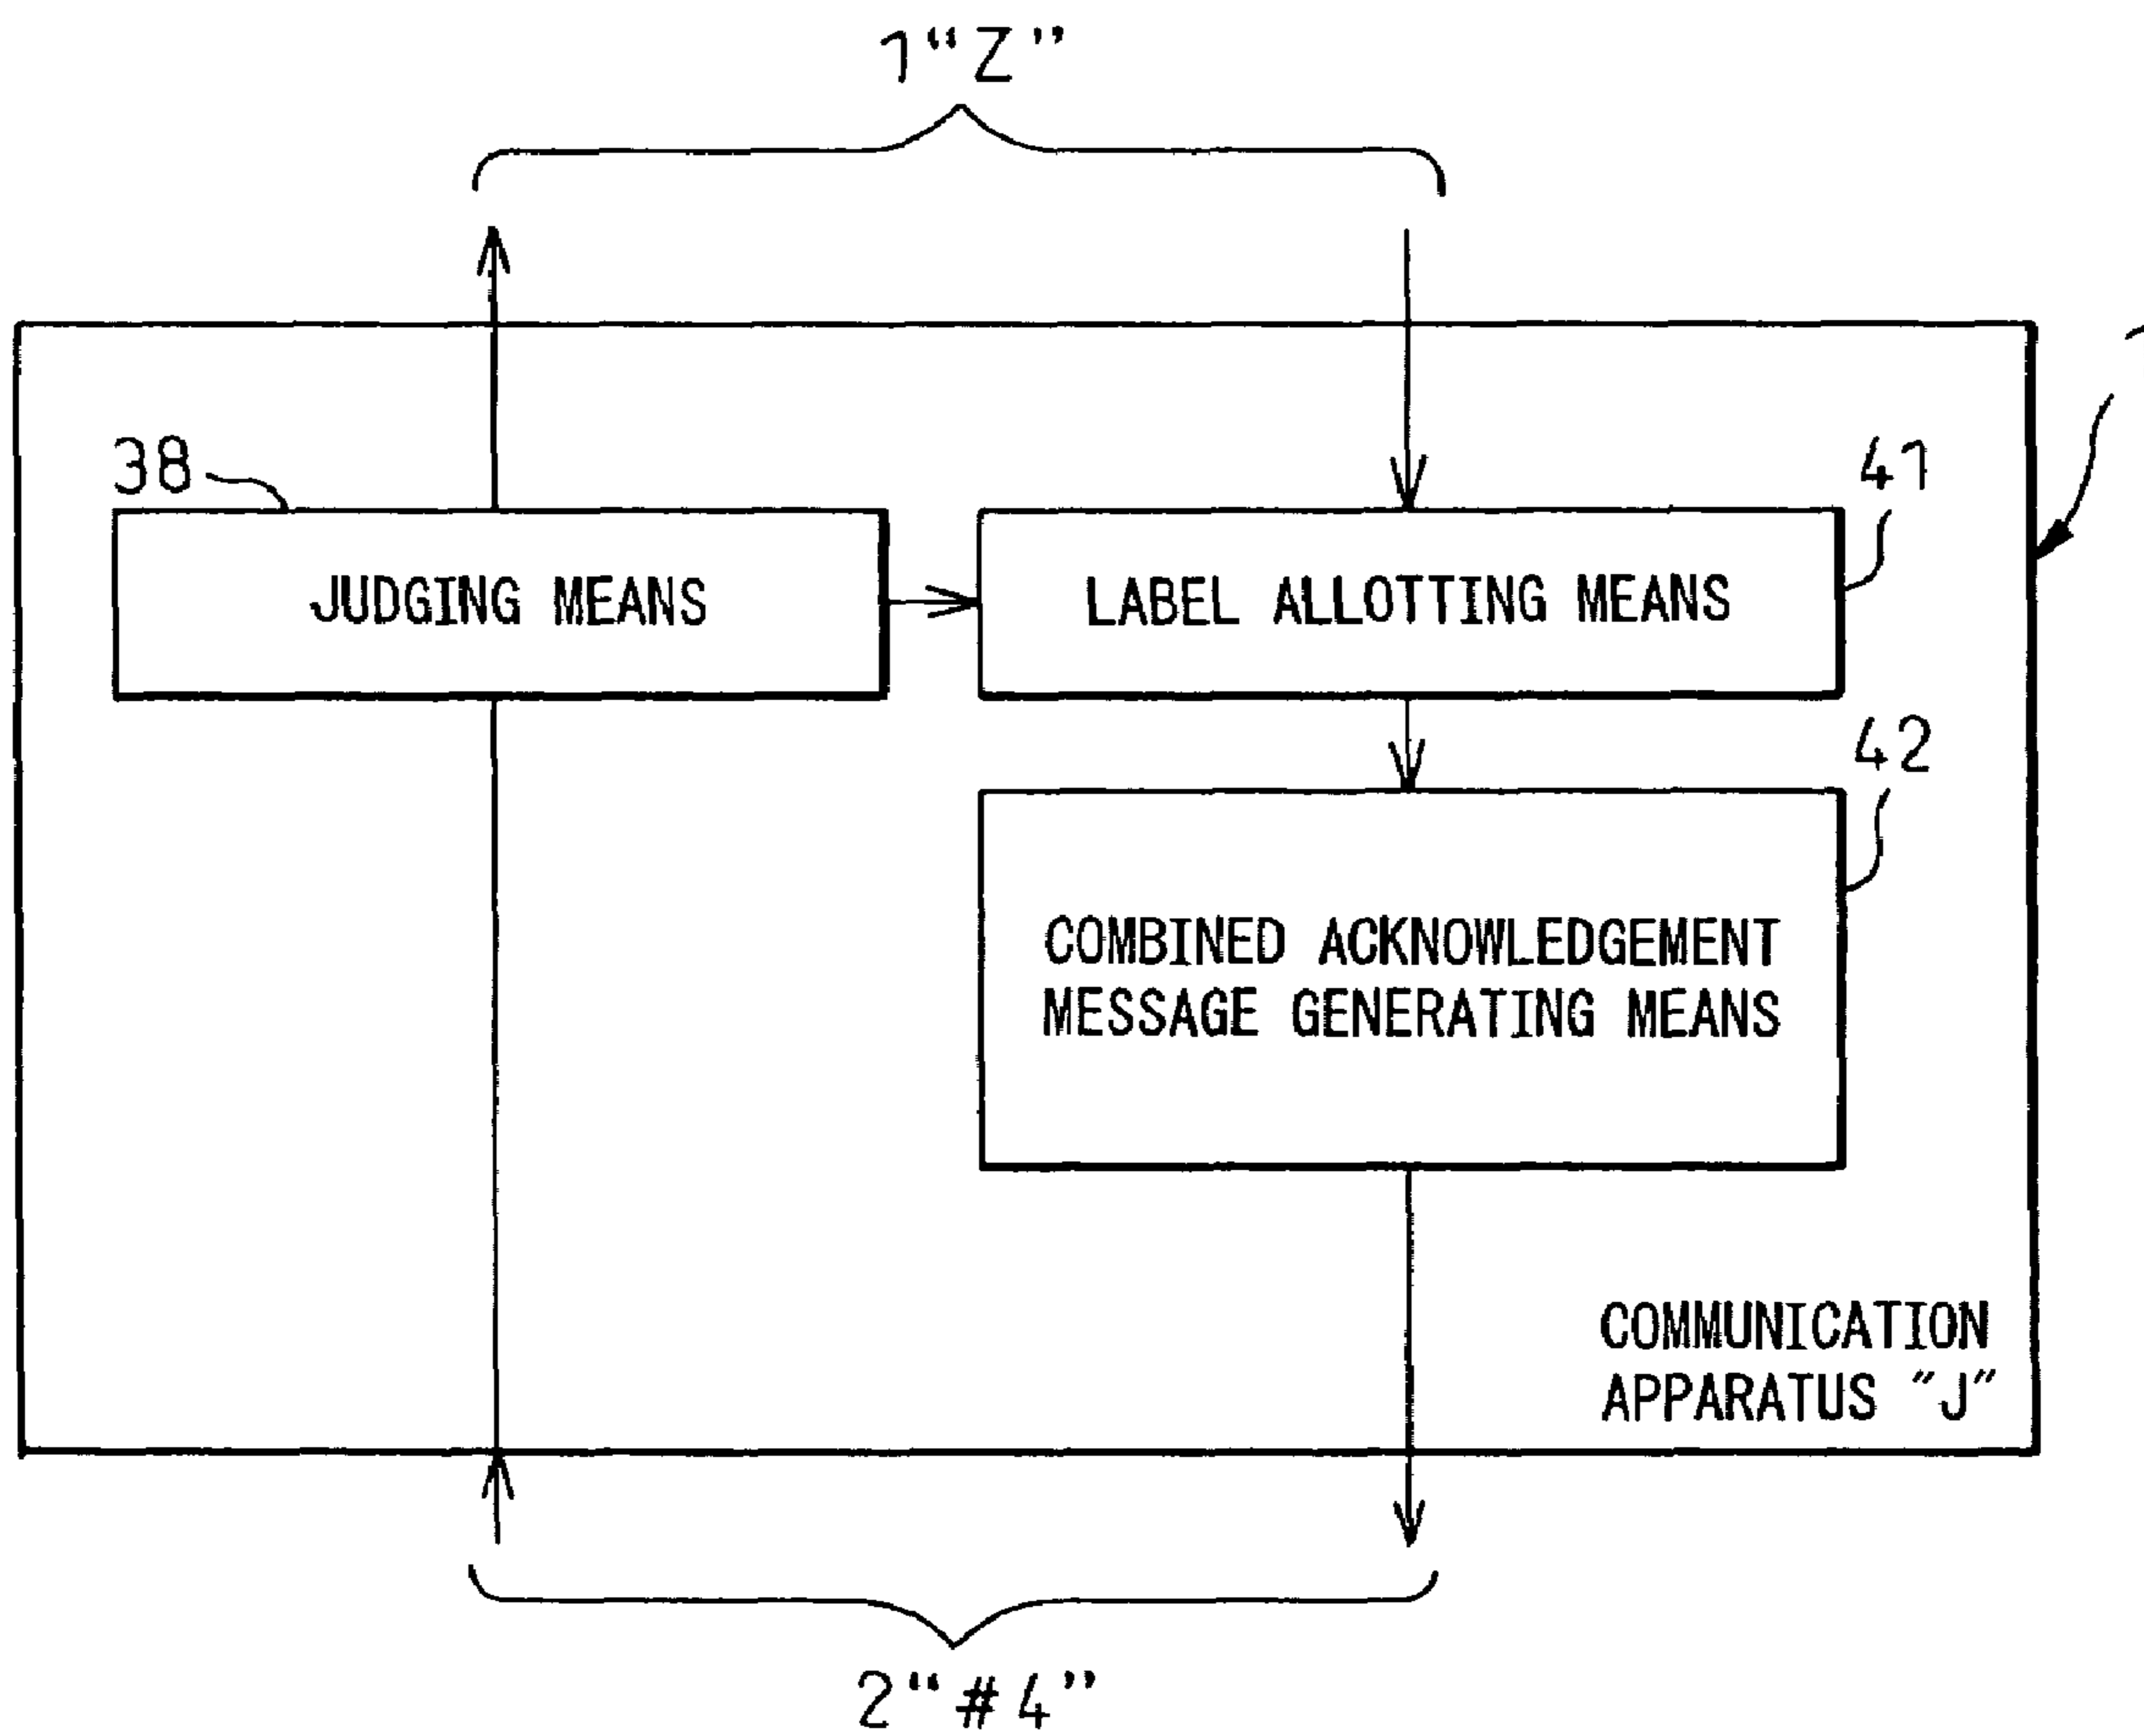 1“Z”
38
41
JUDGING MEANS
LABEL ALLOTTING MEANS
42
COMBINED ACKNOWLEDGEMENT
MESSAGE GENERATING MEANS
COMMUNICATION
APPARATUS “J”
2“#4”